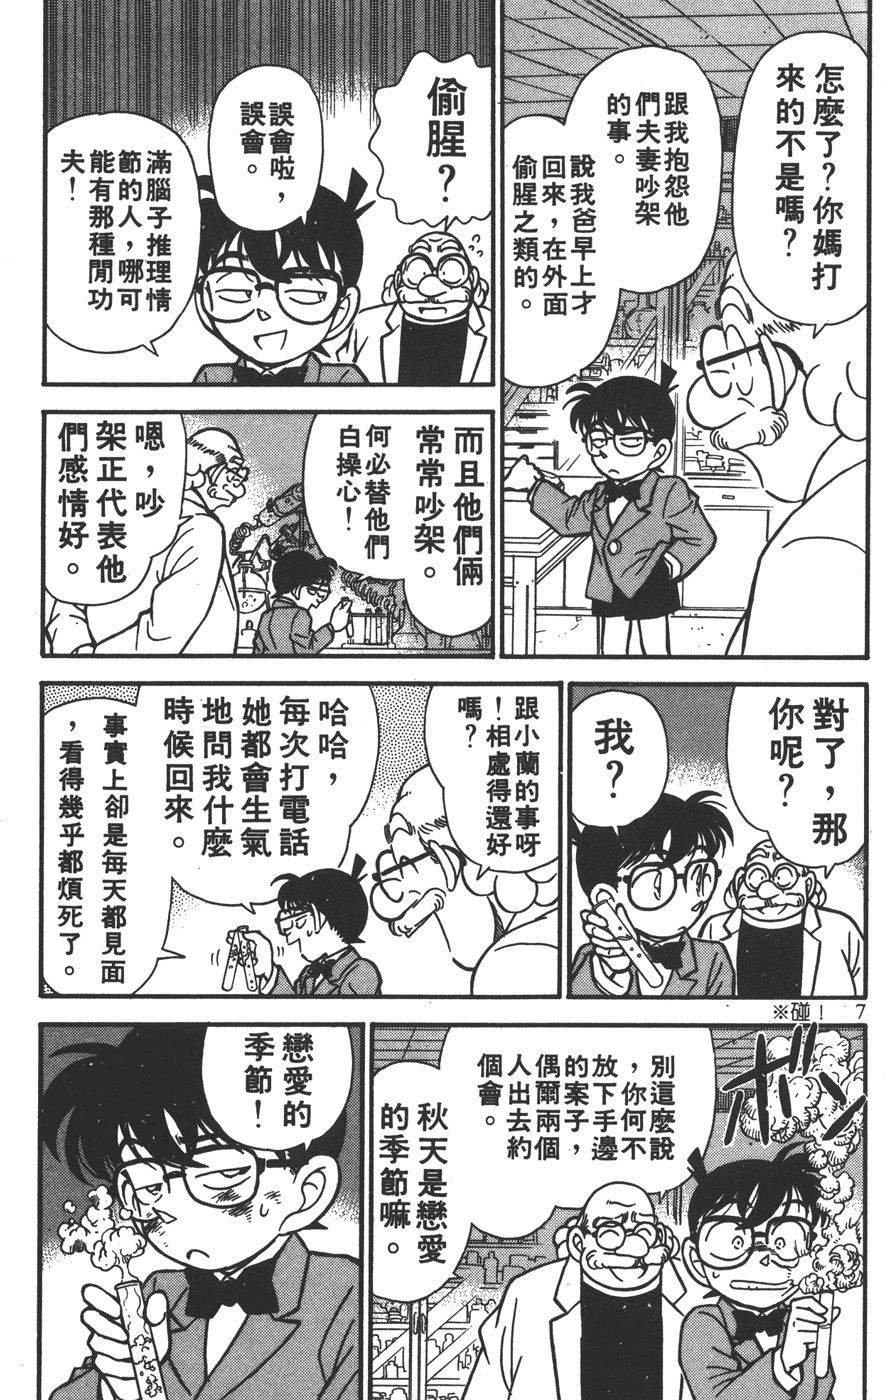 怎麼了？你媽打
來的不是嗎？
跟我抱怨他
們夫妻吵架
的事。
說我爸早上才
回來，在外面
偷腥之類的。
偷腥？
誤會啦，
誤會。
滿腦子推理情
節的人，哪可
能有那種閒功
夫！
而且他們倆
常常吵架。
何必替他們
白操心！
嗯，吵
架正代表他
們感情好。
對了，那
你呢？
我？
跟小蘭的事呀
！相處得還好
嗎？
哈哈，
每次打電話
她都會生氣
地問我什麼
時候回來。
事實上卻是每天都見面
，看得幾乎都煩死了。
※碰！
7
ボン
別這麼說
，你何不
放下手邊
的案子，
偶爾兩個
人出去約
個會。
秋天是戀愛
的季節嘛。
戀愛的
季節！